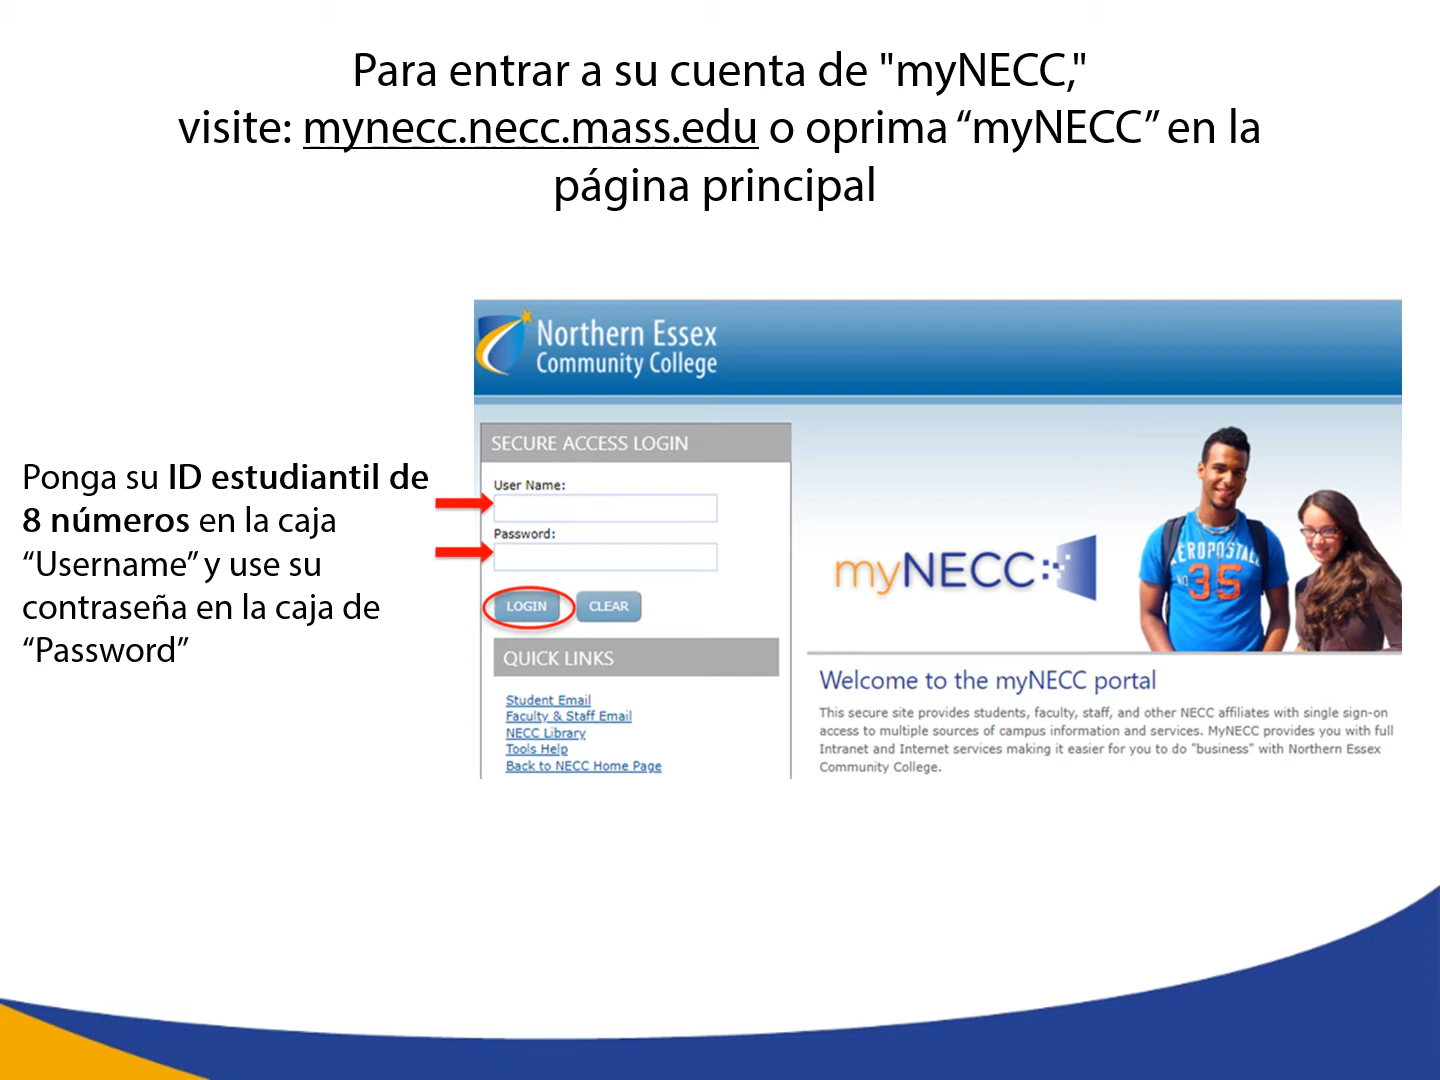 Para entrar a su cuenta de "myNECC,"
visite: mynecc.necc.mass.edu o oprima “myNECC” en la
página principal
Northern Essex
Community College
SECURE ACCESS LOGIN
User Name:
Password:
LOGIN CLEAR
QUICK LINKS
Student Email
Faculty & Staff Email
NECC Library
Tools Help
Back to NECC Home Page
Ponga su ID estudiantil de
8 números en la caja
“Username” y use su
contraseña en la caja de
“Password”
myNECC
AEROPOSTALE
NO. 35
Welcome to the myNECC portal
This secure site provides students, faculty, staff, and other NECC affiliates with single sign-on
access to multiple sources of campus information and services. MyNECC provides you with full
Intranet and Internet services making it easier for you to do "business" with Northern Essex
Community College.